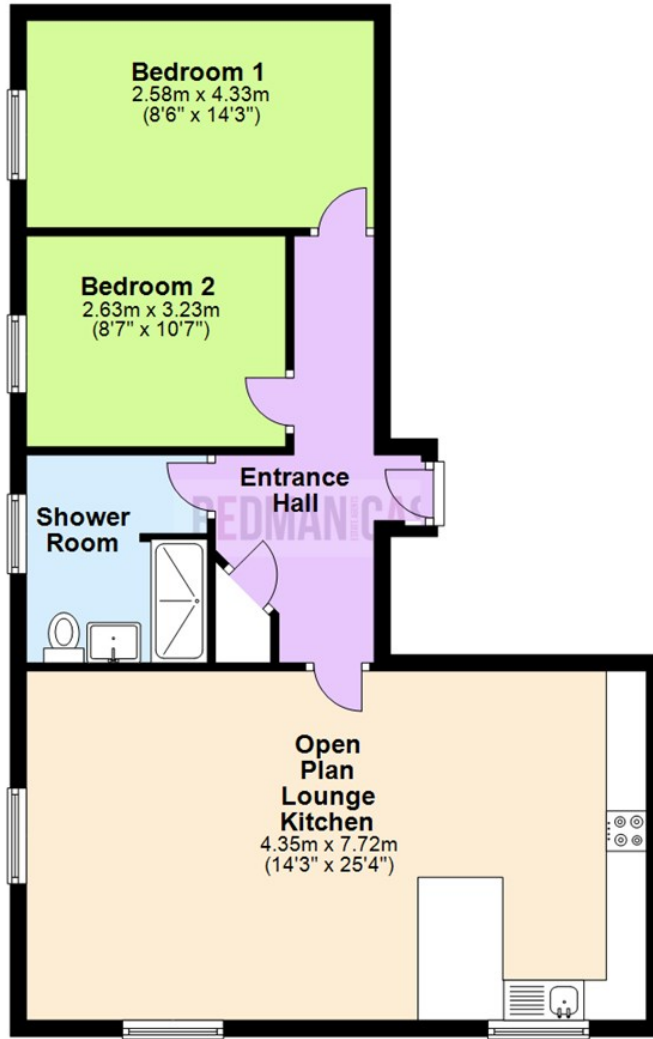 Bedroom 1
2.58m x 4.33m
(8'6" x 14'3")
Bedroom 2
2.63m x 3.23m
(8'7" x 10'7")
Entrance
Hall
Shower
Room
Open
Plan
Lounge
Kitchen
4.35m x 7.72m
(14'3" x 25'4")